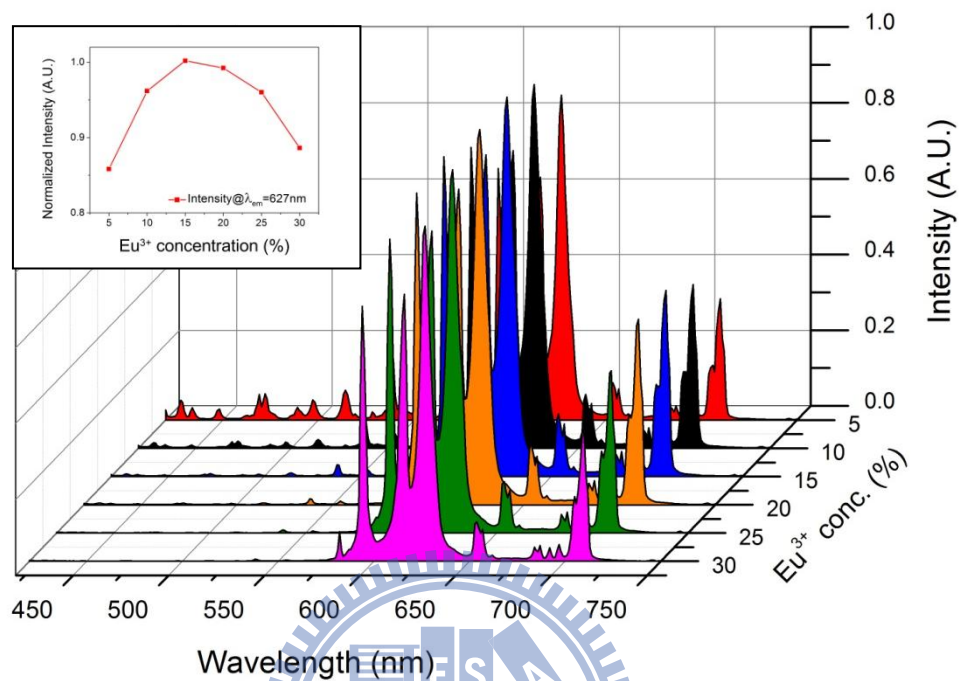 1.0
0.8
0.6
0.4
0.2
0.0
Intensity (A.U.)
1.0
0.9
0.8
Normalized Intensity (A.U.)
Intensity@λem=627nm
5 10 15 20 25 30
Eu³⁺ concentration (%)
5
10
15
20
25
30
Eu³⁺ conc. (%)
450 500 550 600 650 700 750
Wavelength (nm)
E S A